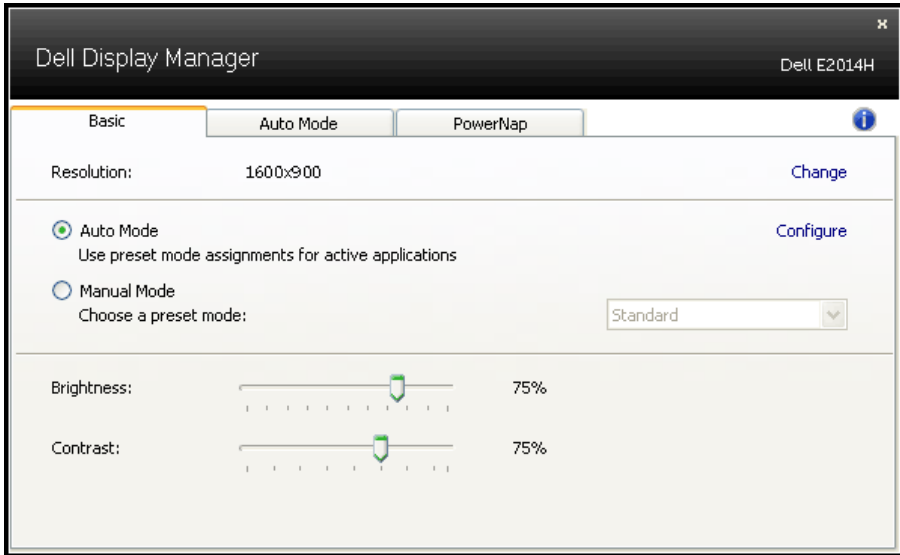 x
Dell Display Manager
Dell E2014H
Basic Auto Mode PowerNap i
Resolution: 1600x900 Change
Auto Mode Configure
Use preset mode assignments for active applications
Manual Mode
Choose a preset mode: Standard
Brightness: 75%
Contrast: 75%